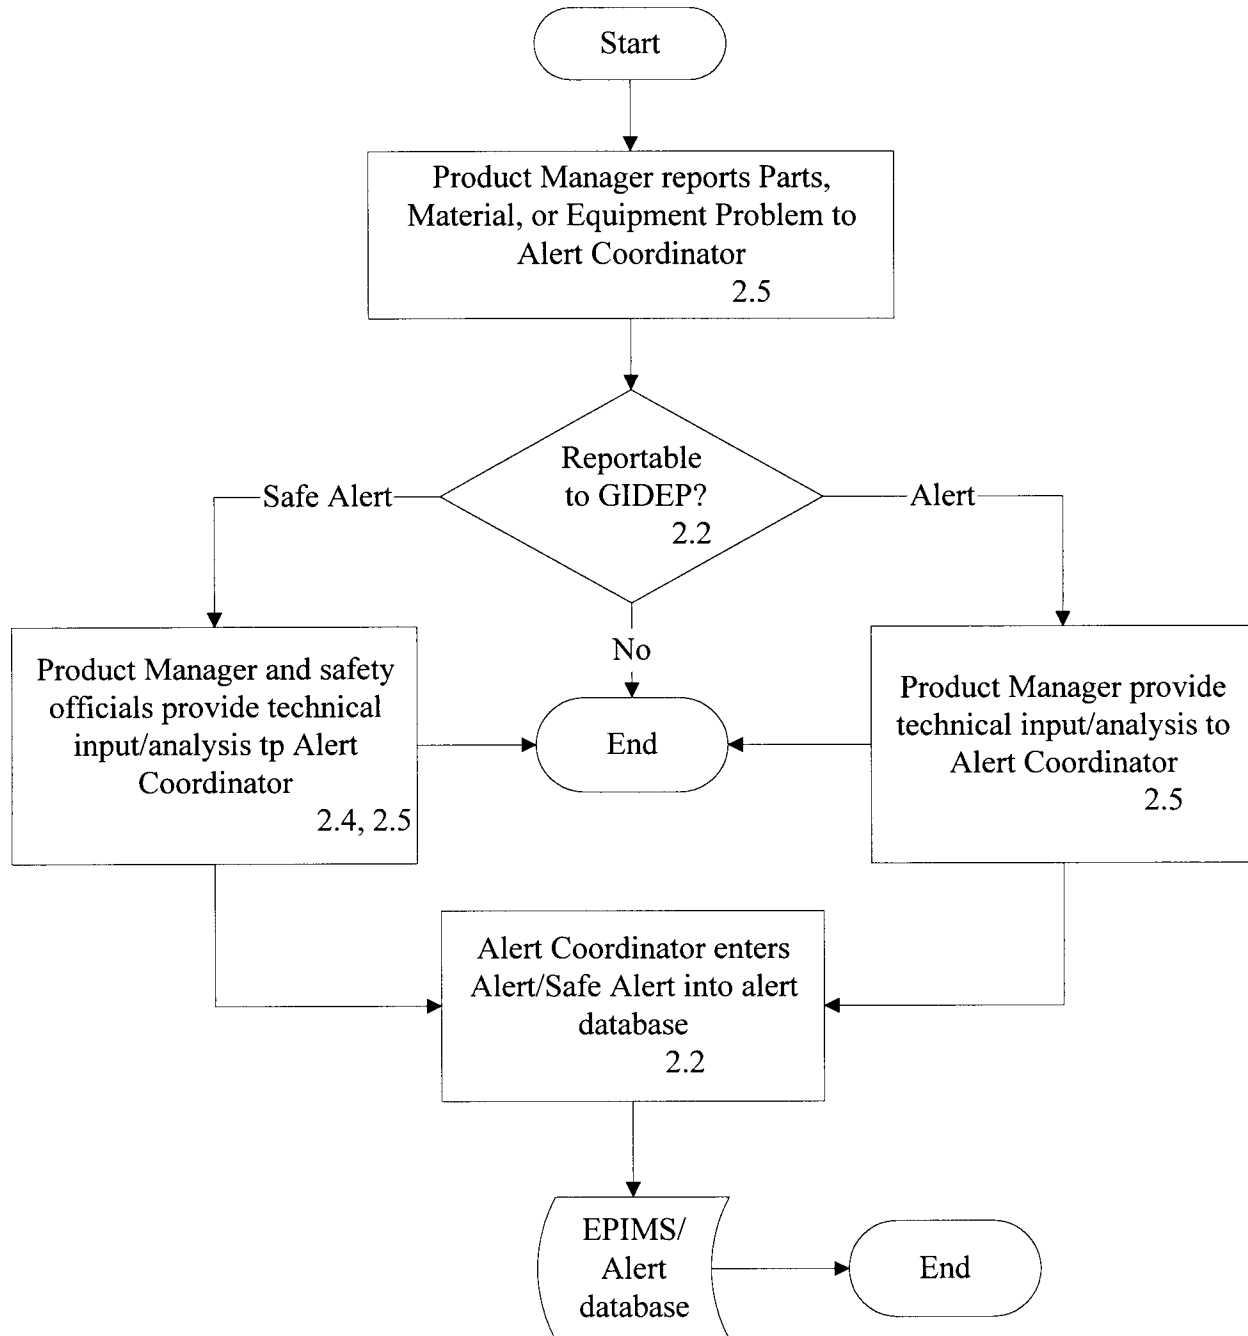 Start
Product Manager reports Parts,
Material, or Equipment Problem to
Alert Coordinator
2.5
Reportable
to GIDEP?
2.2
Safe Alert
Alert
No
Product Manager and safety
officials provide technical
input/analysis tp Alert
Coordinator
2.4, 2.5
End
Product Manager provide
technical input/analysis to
Alert Coordinator
2.5
Alert Coordinator enters
Alert/Safe Alert into alert
database
2.2
EPIMS/
Alert
database
End